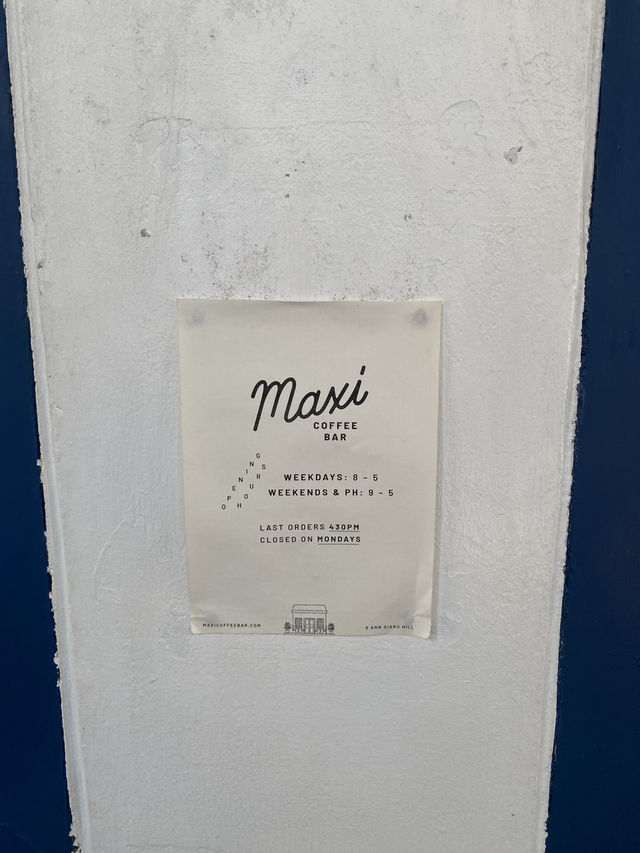 Maxi
COFFEE
BAR
OPENING
HOURS
WEEKDAYS: 8 – 5
WEEKENDS & PH: 9 – 5
LAST ORDERS 430PM
CLOSED ON MONDAYS
MAXICOFFEEBAR.COM
6 ANN SIANG HILL